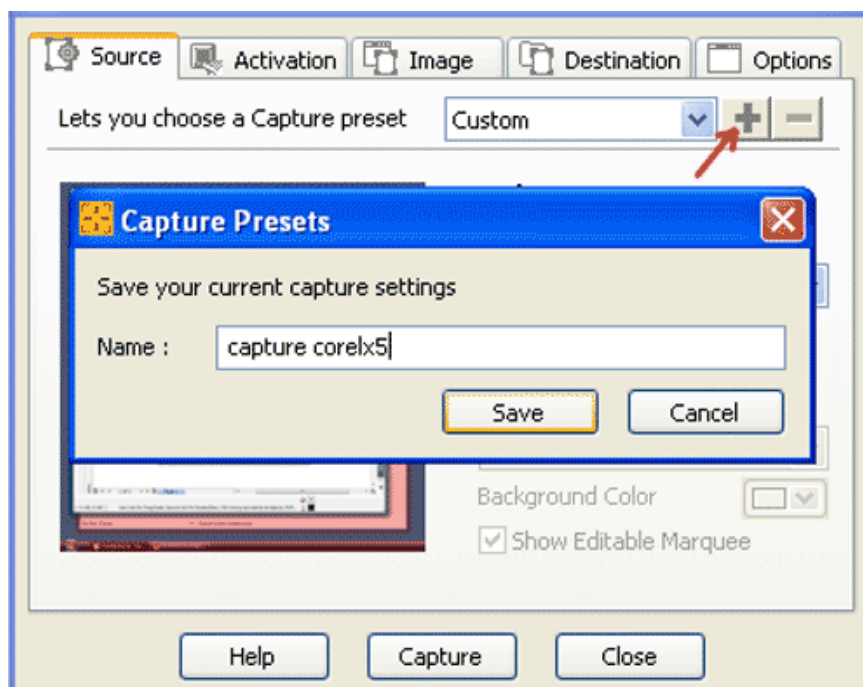 Source Activation Image Destination Options
Lets you choose a Capture preset Custom
Capture Presets
Save your current capture settings
Name : capture corelx5
Save Cancel
Background Color
Show Editable Marquee
Help Capture Close